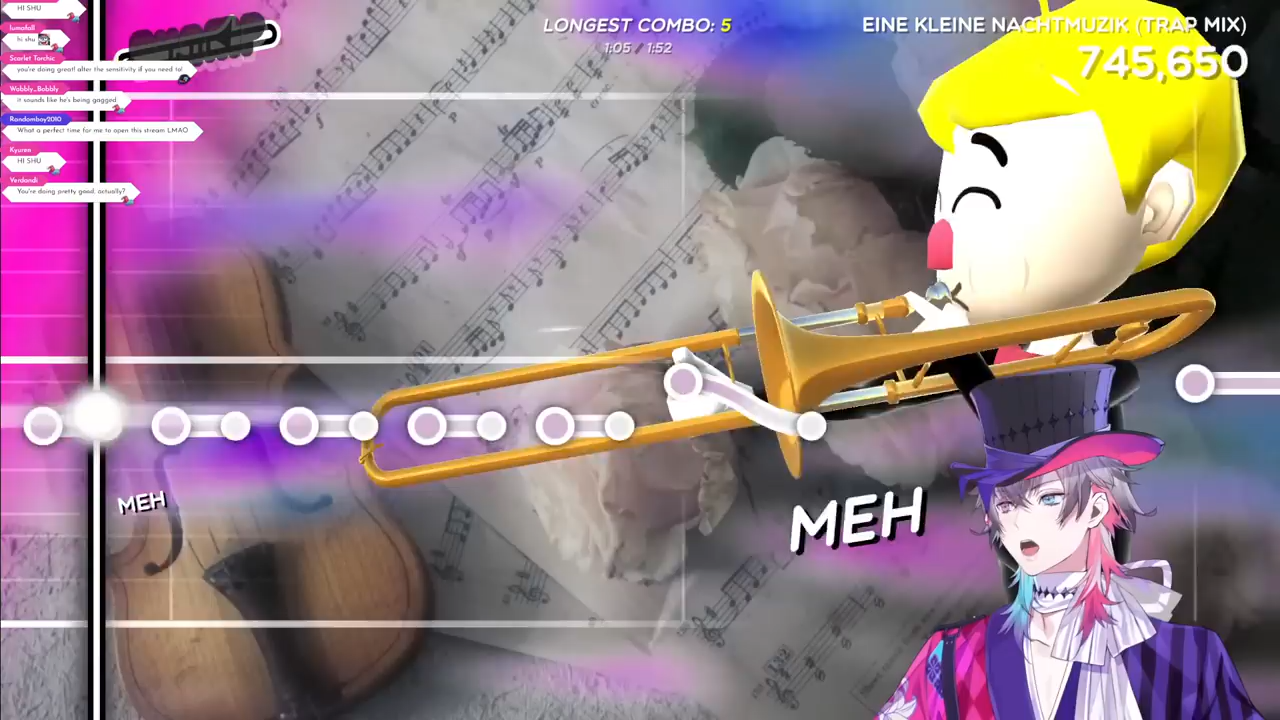 HI SHU
lumafall
hi shu
Scarlet Torchic
you're doing great! alter the sensitivity if you need to!
Wobbly_Bobbly
it sounds like he's being gagged
Randomboy2010
What a perfect time for me to open this stream LMAO
Kyuren
HI SHU
Verdandi
You're doing pretty good, actually?
LONGEST COMBO: 5
1:05 / 1:52
EINE KLEINE NACHTMUZIK (TRAP MIX)
745,650
MEH
MEH